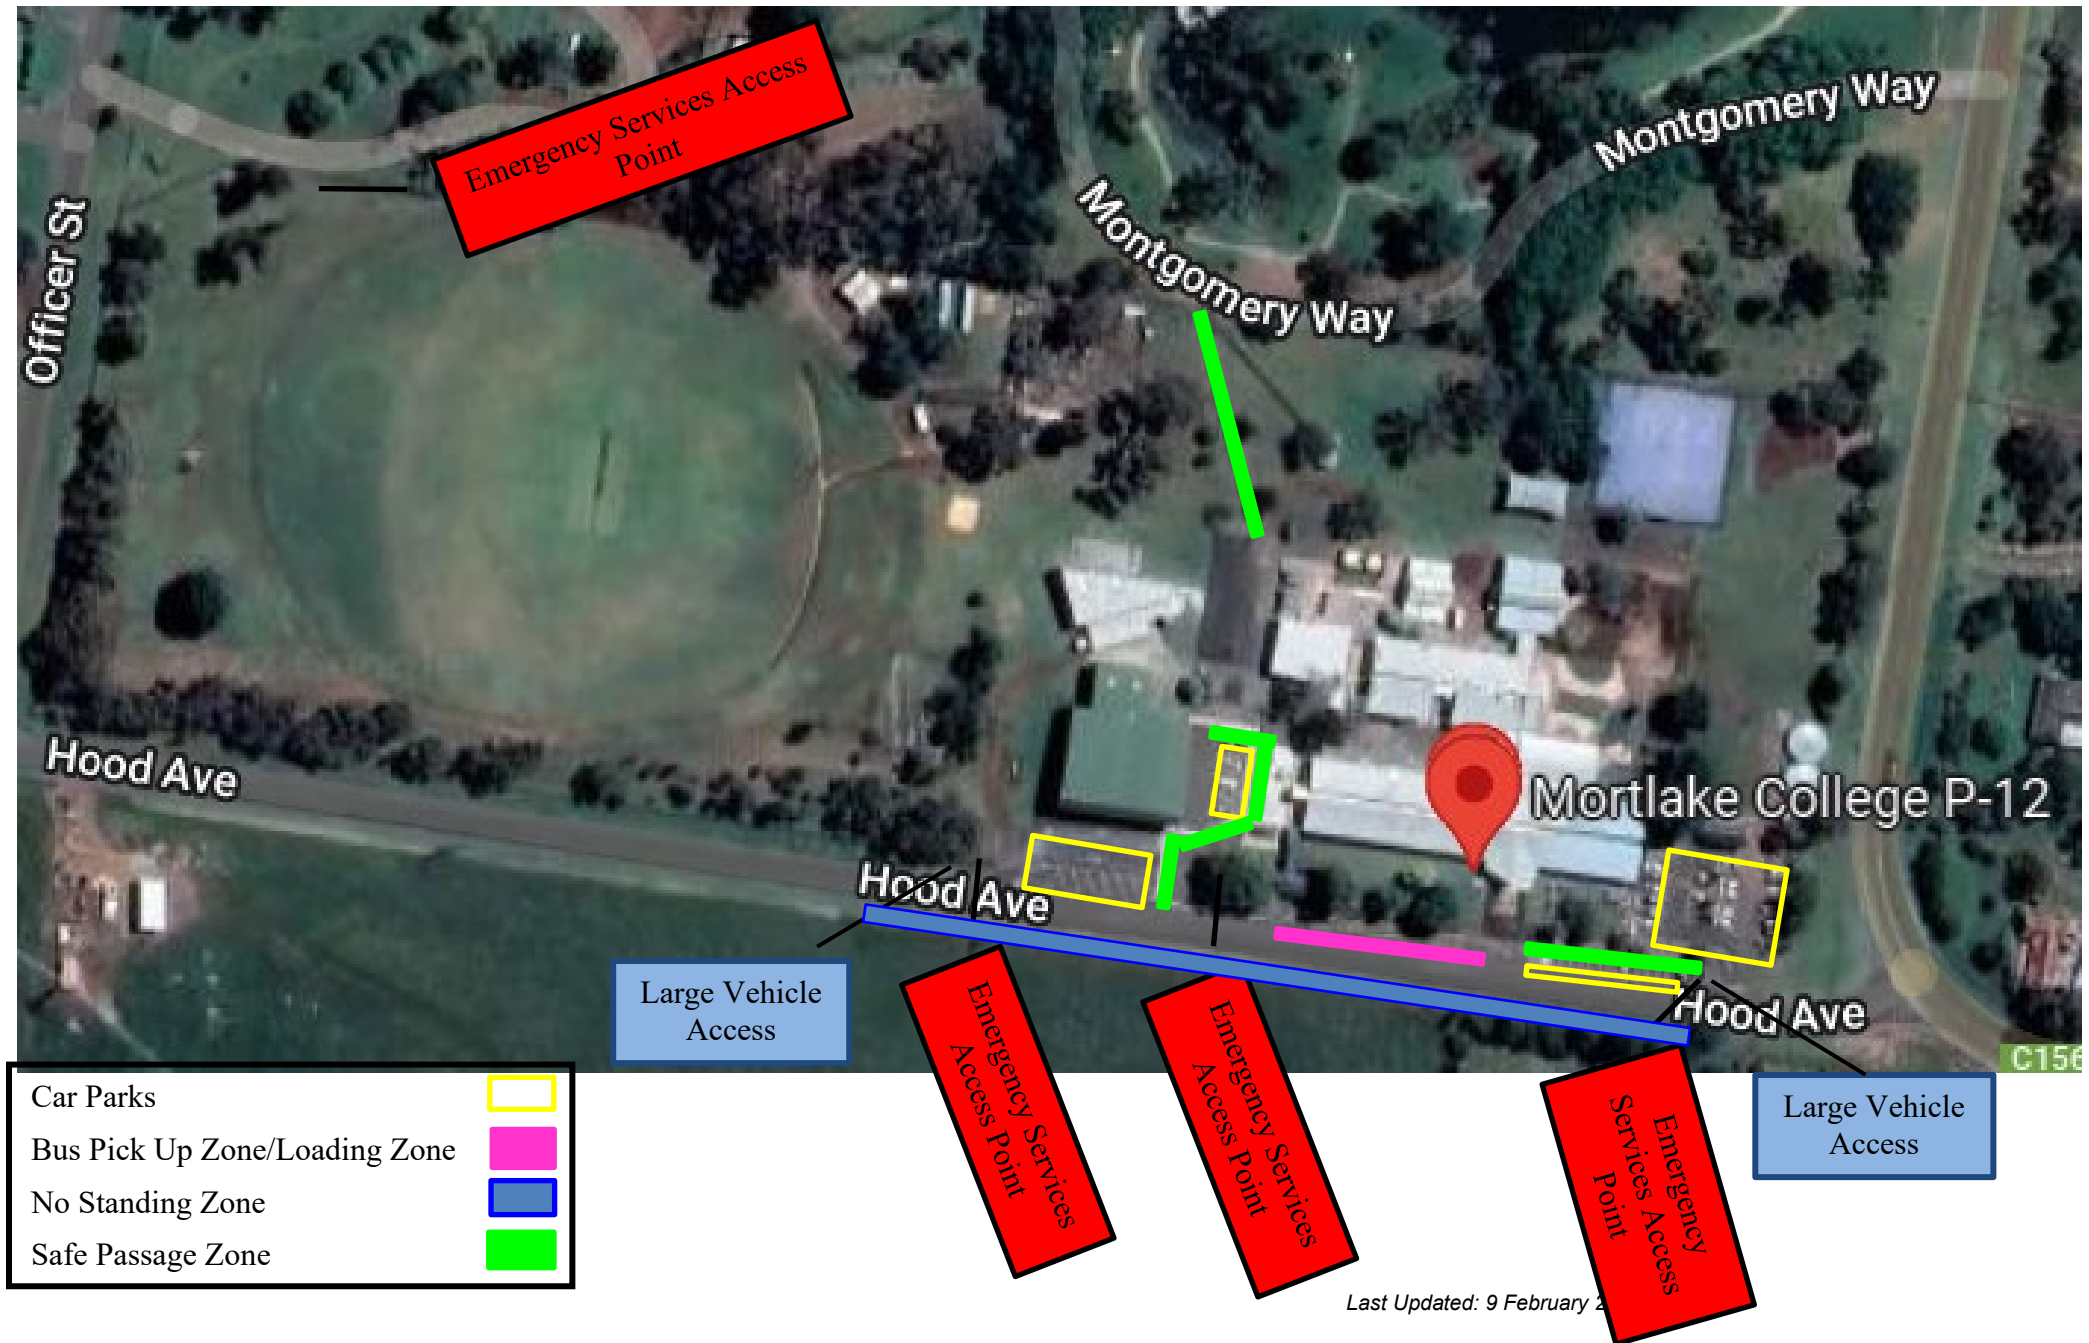 Emergency Services Access
Point
Montgomery Way
Montgomery Way
Officer St
Hood Ave
Mortlake College P-12
Hood Ave
Hood Ave
C156
Large Vehicle
Access
Emergency Services
Access Point
Emergency Services
Access Point
Emergency
Services Access
Point
Large Vehicle
Access
Car Parks
Bus Pick Up Zone/Loading Zone
No Standing Zone
Safe Passage Zone
Last Updated: 9 February